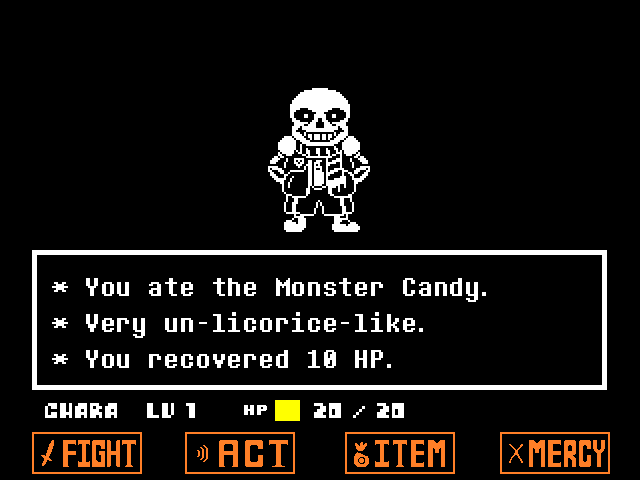 * You ate the Monster Candy.
* Very un-licorice-like.
* You recovered 10 HP.
CHARA LV 1 HP 20 / 20
FIGHT ACT ITEM MERCY